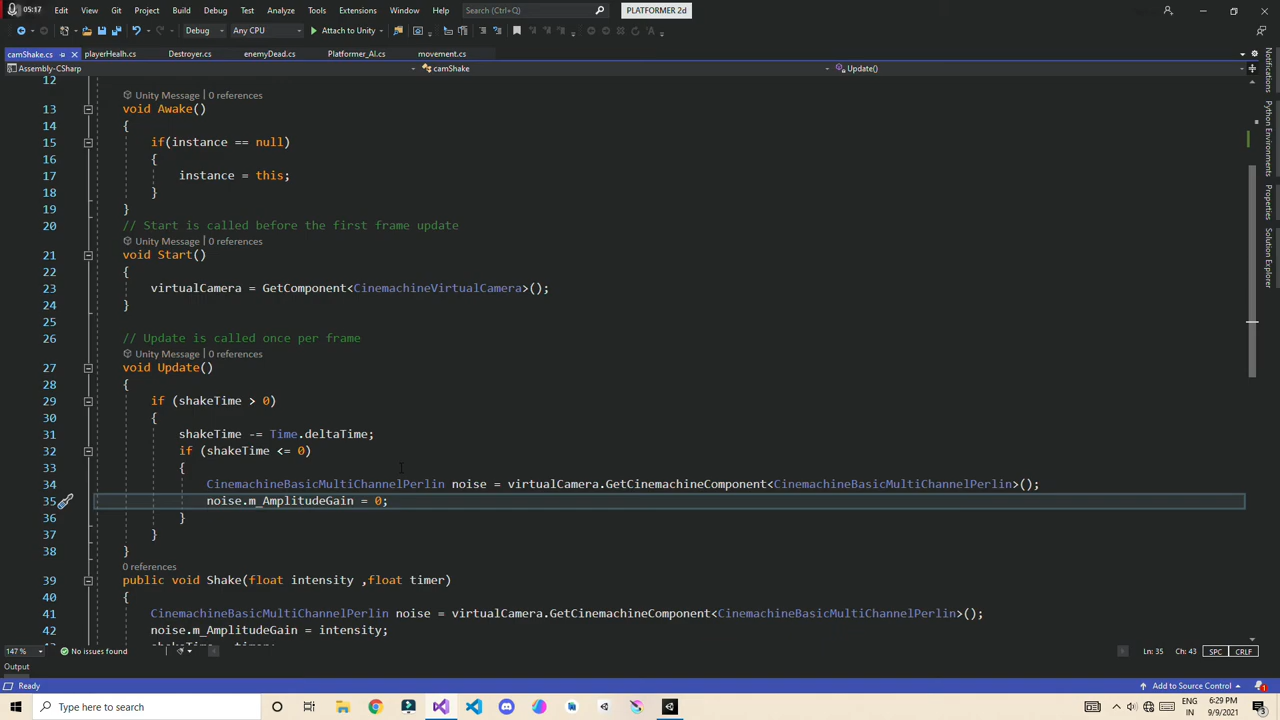 05:17 Edit View Git Project Build Debug Test Analyze Tools Extensions Window Help Search (Ctrl+Q) PLATFORMER 2d
Debug Any CPU Attach to Unity
camShake.cs playerHealh.cs Destroyer.cs enemyDead.cs Platformer_AI.cs movement.cs
Assembly-CSharp camShake Update()
12
Unity Message | 0 references
13 void Awake()
14 {
15 if(instance == null)
16 {
17 instance = this;
18 }
19 }
20 // Start is called before the first frame update
Unity Message | 0 references
21 void Start()
22 {
23 virtualCamera = GetComponent<CinemachineVirtualCamera>();
24 }
25
26 // Update is called once per frame
Unity Message | 0 references
27 void Update()
28 {
29 if (shakeTime > 0)
30 {
31 shakeTime -= Time.deltaTime;
32 if (shakeTime <= 0)
33 {
34 CinemachineBasicMultiChannelPerlin noise = virtualCamera.GetCinemachineComponent<CinemachineBasicMultiChannelPerlin>();
35 noise.m_AmplitudeGain = 0;
36 }
37 }
38 }
0 references
39 public void Shake(float intensity ,float timer)
40 {
41 CinemachineBasicMultiChannelPerlin noise = virtualCamera.GetCinemachineComponent<CinemachineBasicMultiChannelPerlin>();
42 noise.m_AmplitudeGain = intensity;
147 % No issues found Ln: 35 Ch: 43 SPC CRLF
Output
Ready Add to Source Control 1
Type here to search ENG IN 6:29 PM 9/9/2021 3
Notifications
Python Environments
Properties
Solution Explorer